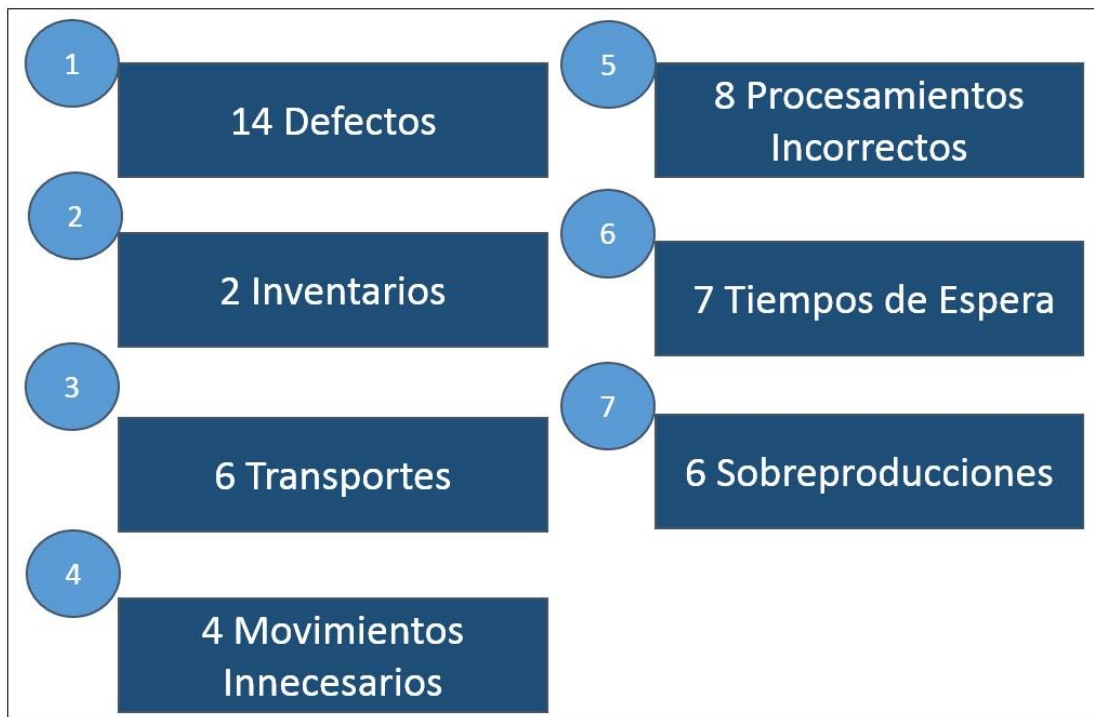 1
14 Defectos
2
2 Inventarios
3
6 Transportes
4
4 Movimientos
Innecesarios
5
8 Procesamientos
Incorrectos
6
7 Tiempos de Espera
7
6 Sobreproducciones